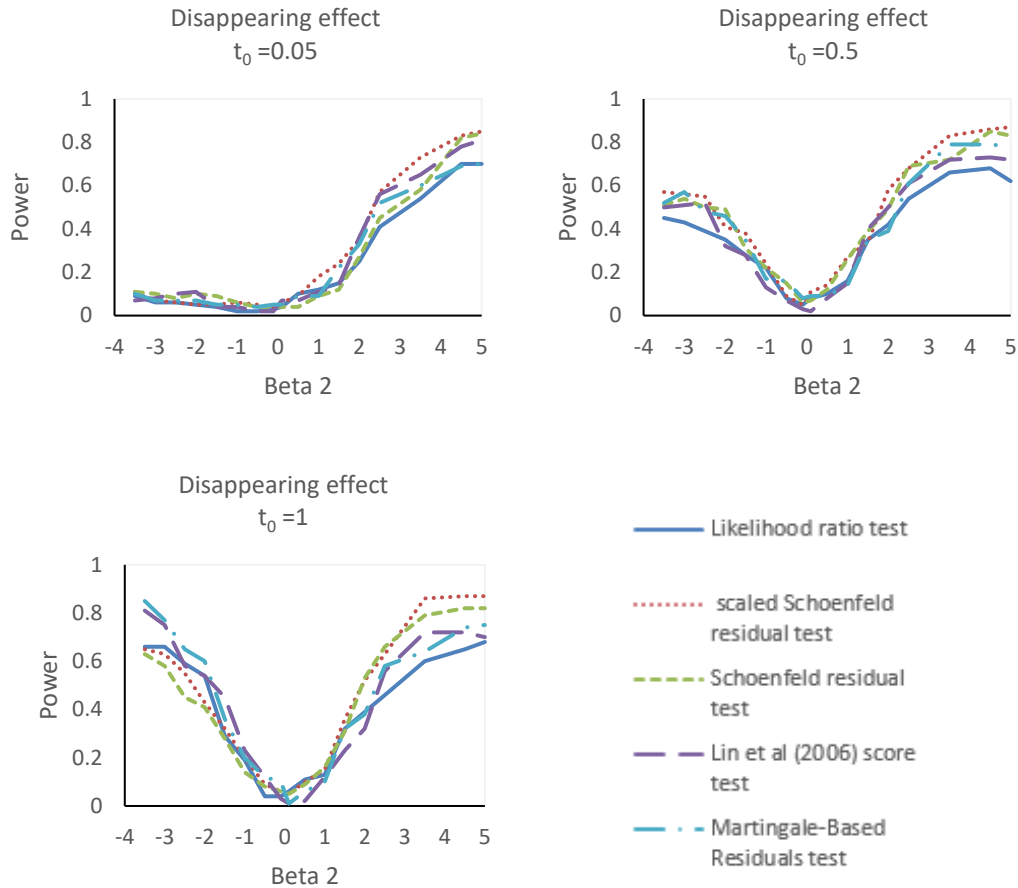 Disappearing effect
t₀ =0.05
1
0.8
0.6
0.4
0.2
0
Power
-4 -3 -2 -1 0 1 2 3 4 5
Beta 2
Disappearing effect
t₀ =0.5
1
0.8
0.6
0.4
0.2
0
Power
-4 -3 -2 -1 0 1 2 3 4 5
Beta 2
Disappearing effect
t₀ =1
1
0.8
0.6
0.4
0.2
0
Power
-4 -3 -2 -1 0 1 2 3 4 5
Beta 2
Likelihood ratio test
scaled Schoenfeld
residual test
Schoenfeld residual
test
Lin et al (2006) score
test
Martingale-Based
Residuals test